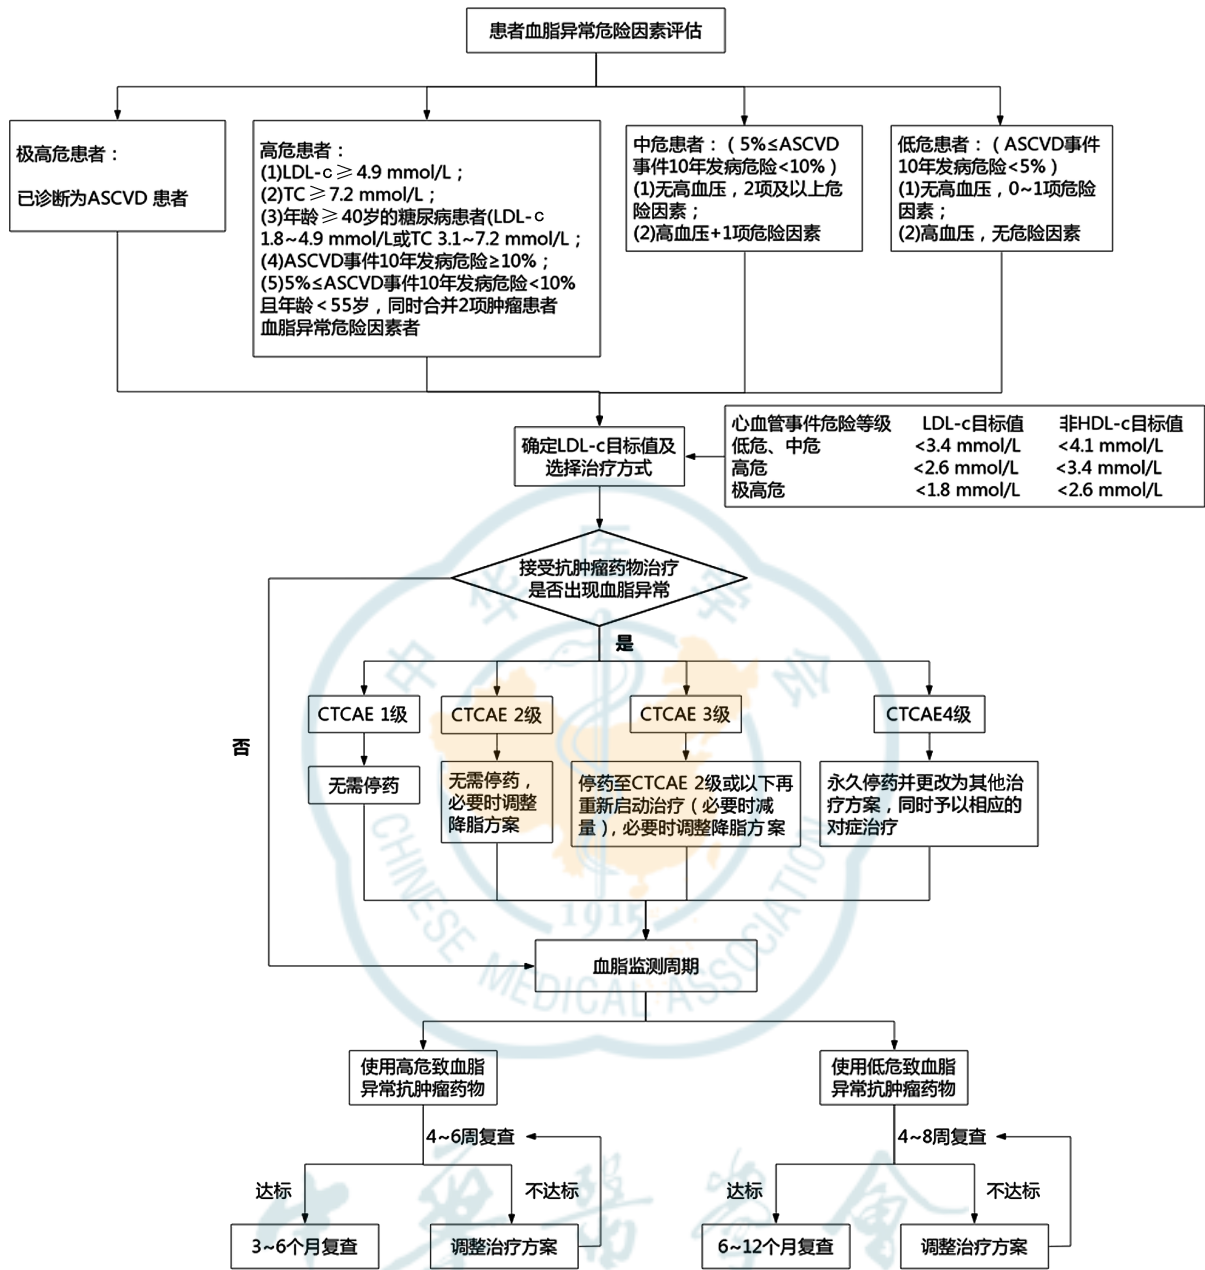 患者血脂异常危险因素评估
极高危患者：
已诊断为ASCVD 患者
高危患者：
(1)LDL-c≥4.9 mmol/L；
(2)TC≥7.2 mmol/L；
(3)年龄≥40岁的糖尿病患者(LDL-c
1.8~4.9 mmol/L或TC 3.1~7.2 mmol/L；
(4)ASCVD事件10年发病危险≥10%；
(5)5%≤ASCVD事件10年发病危险<10%
且年龄＜55岁，同时合并2项肿瘤患者
血脂异常危险因素者
中危患者：（5%≤ASCVD
事件10年发病危险<10%）
(1)无高血压，2项及以上危
险因素；
(2)高血压+1项危险因素
低危患者：（ASCVD事件
10年发病危险<5%）
(1)无高血压，0~1项危险
因素；
(2)高血压，无危险因素
确定LDL-c目标值及
选择治疗方式
心血管事件危险等级 LDL-c目标值 非HDL-c目标值
低危、中危 <3.4 mmol/L <4.1 mmol/L
高危 <2.6 mmol/L <3.4 mmol/L
极高危 <1.8 mmol/L <2.6 mmol/L
接受抗肿瘤药物治疗
是否出现血脂异常
是
否
CTCAE 1级
CTCAE 2级
CTCAE 3级
CTCAE4级
无需停药
无需停药，
必要时调整
降脂方案
停药至CTCAE 2级或以下再
重新启动治疗（必要时减
量），必要时调整降脂方案
永久停药并更改为其他治
疗方案，同时予以相应的
对症治疗
血脂监测周期
使用高危致血脂
异常抗肿瘤药物
使用低危致血脂
异常抗肿瘤药物
4~6周复查
4~8周复查
达标
不达标
达标
不达标
3~6个月复查
调整治疗方案
6~12个月复查
调整治疗方案
中华医学会
1915
CHINESE MEDICAL ASSOCIATION
中華醫學會